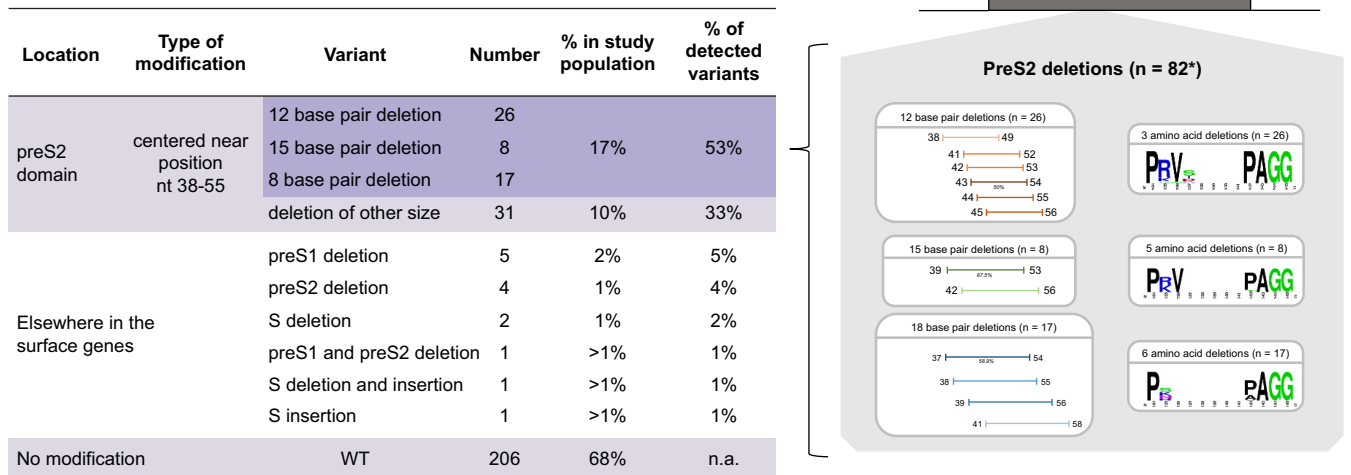 Location Type of modification Variant Number % in study population % of detected variants
preS2 domain
centered near position nt 38-55
12 base pair deletion 26
15 base pair deletion 8 17% 53%
8 base pair deletion 17
deletion of other size 31 10% 33%
Elsewhere in the surface genes
preS1 deletion 5 2% 5%
preS2 deletion 4 1% 4%
S deletion 2 1% 2%
preS1 and preS2 deletion 1 >1% 1%
S deletion and insertion 1 >1% 1%
S insertion 1 >1% 1%
No modification WT 206 68% n.a.
PreS2 deletions (n = 82*)
12 base pair deletions (n = 26)
38 49
41 52
42 53
43 54
50%
44 55
45 56
3 amino acid deletions (n = 26)
PRV PAGG
15 base pair deletions (n = 8)
39 53
87.5%
42 56
5 amino acid deletions (n = 8)
PRV PAGG
18 base pair deletions (n = 17)
37 54
58.9%
38 55
39 56
41 58
6 amino acid deletions (n = 17)
P PAGG